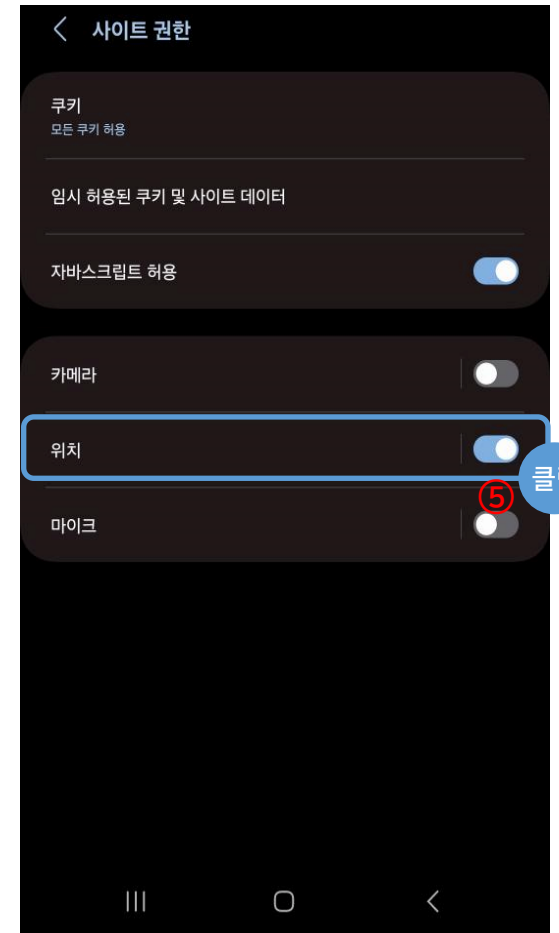 사이트 권한
쿠키
모든 쿠키 허용
임시 허용된 쿠키 및 사이트 데이터
자바스크립트 허용
카메라
위치
⑤
마이크